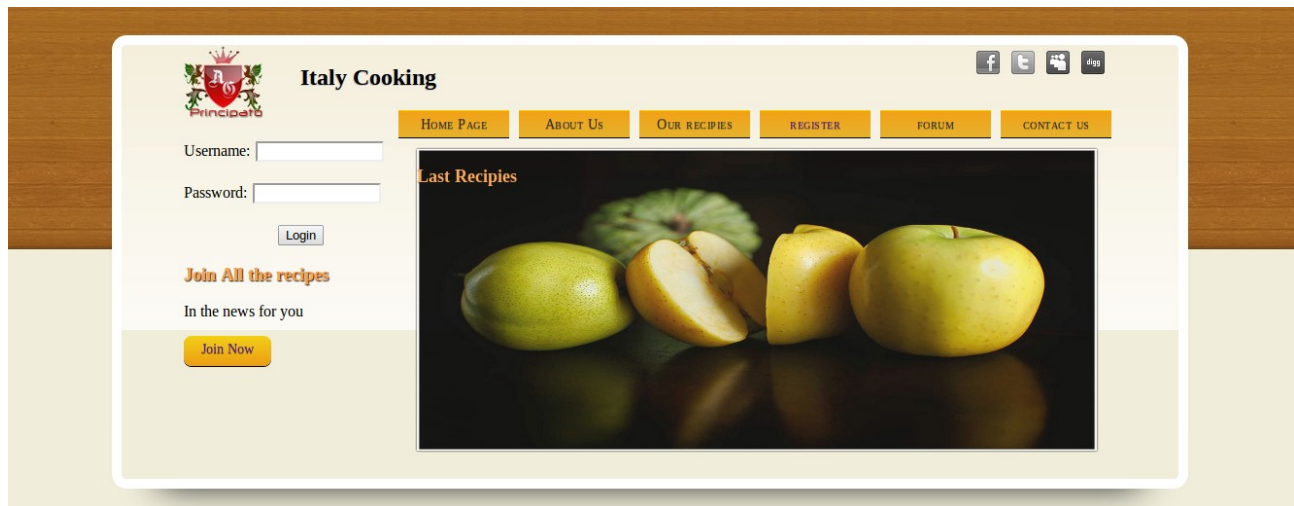 Italy Cooking
A G
Principato
f t digg
Home Page About Us Our recipies register forum contact us
Username:
Password:
Login
Last Recipies
Join All the recipes
In the news for you
Join Now